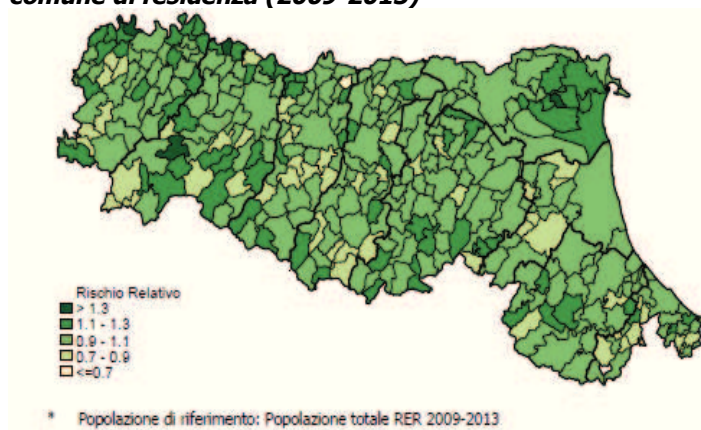 comune di residenza (2009-2013)
Rischio Relativo
> 1.3
1.1 - 1.3
0.9 - 1.1
0.7 - 0.9
<=0.7
* Popolazione di riferimento: Popolazione totale RER 2009-2013